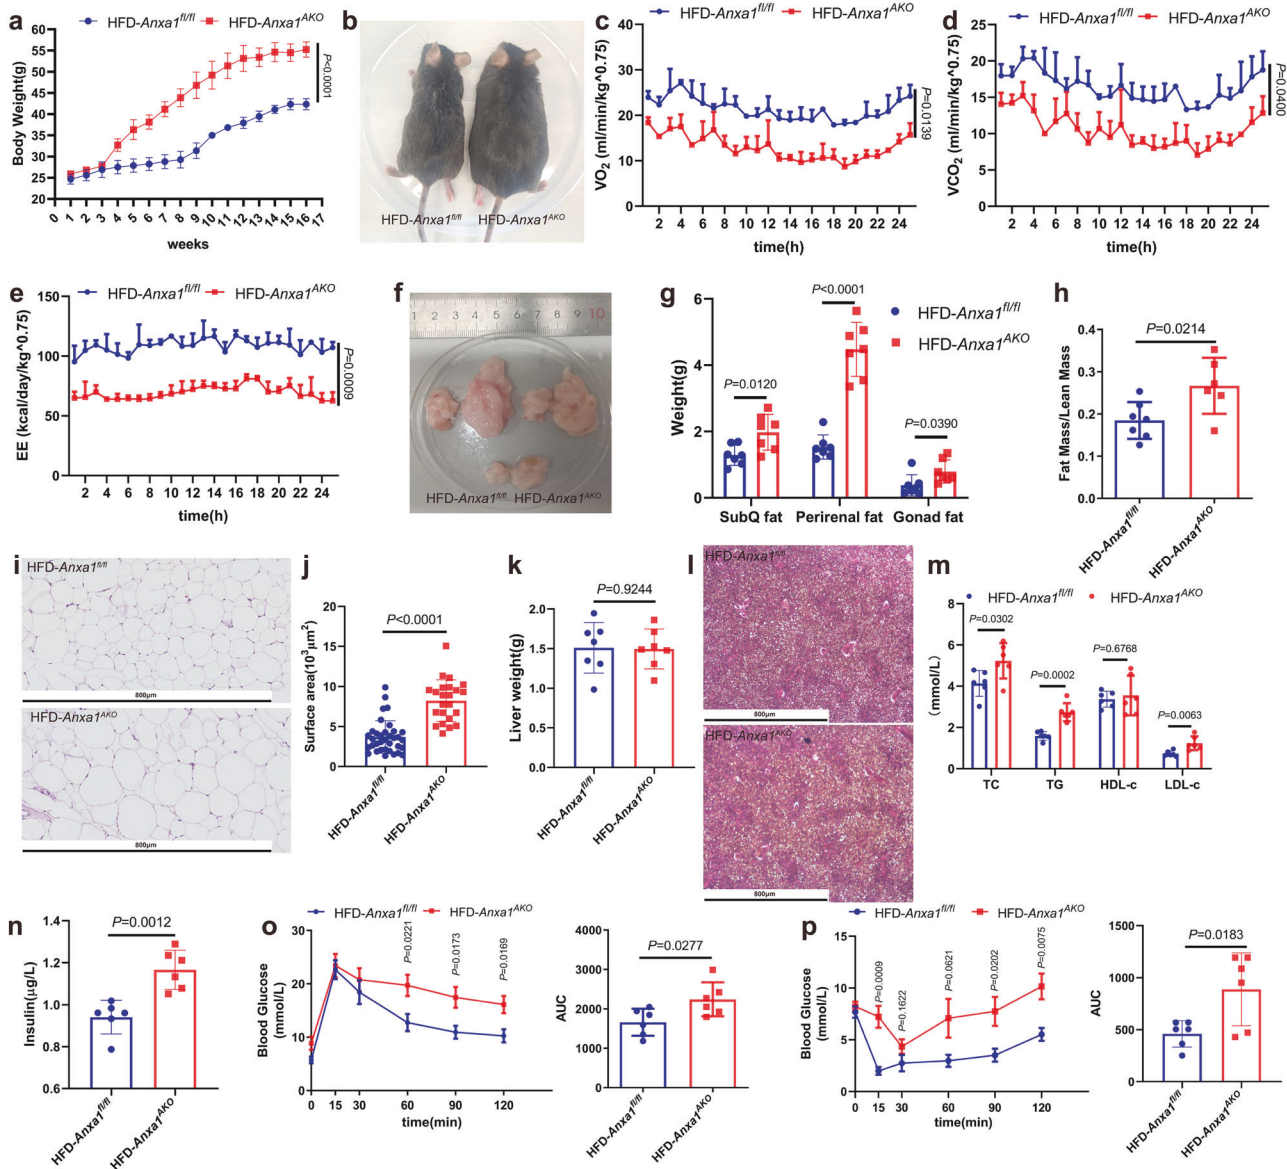 a
HFD-Anxa1fl/fl
HFD-Anxa1AKO
Body Weight(g)
60
55
50
45
40
35
30
25
20
0 1 2 3 4 5 6 7 8 9 10 11 12 13 14 15 16 17
weeks
P<0.0001
b
HFD-Anxa1fl/fl HFD-Anxa1AKO
c
HFD-Anxa1fl/fl HFD-Anxa1AKO
VO2 (ml/min/kg^0.75)
40
30
20
10
0
2 4 6 8 10 12 14 16 18 20 22 24
time(h)
P=0.0139
d
HFD-Anxa1fl/fl HFD-Anxa1AKO
VCO2 (ml/min/kg^0.75)
25
20
15
10
5
0
2 4 6 8 10 12 14 16 18 20 22 24
time(h)
P=0.0400
e
HFD-Anxa1fl/fl HFD-Anxa1AKO
EE (kcal/day/kg^0.75)
150
100
50
0
2 4 6 8 10 12 14 16 18 20 22 24
time(h)
P=0.0009
f
1 2 3 4 5 6 7 8 9 10
HFD-Anxa1fl/fl HFD-Anxa1AKO
g
P<0.0001
HFD-Anxa1fl/fl
HFD-Anxa1AKO
P=0.0120
P=0.0390
Weight(g)
6
4
2
0
SubQ fat Perirenal fat Gonad fat
h
P=0.0214
Fat Mass/Lean Mass
0.4
0.3
0.2
0.1
0.0
HFD-Anxa1fl/fl
HFD-Anxa1AKO
i
HFD-Anxa1fl/fl
800μm
HFD-Anxa1AKO
800μm
j
P<0.0001
Surface area(10³μm²)
20
15
10
5
0
HFD-Anxa1fl/fl
HFD-Anxa1AKO
k
P=0.9244
Liver weight(g)
2.0
1.5
1.0
0.5
0.0
HFD-Anxa1fl/fl
HFD-Anxa1AKO
l
HFD-Anxa1fl/fl
800μm
HFD-Anxa1AKO
800μm
m
HFD-Anxa1fl/fl HFD-Anxa1AKO
P=0.0302
P=0.0002
P=0.6768
P=0.0063
(mmol/L)
8
6
4
2
0
TC TG HDL-c LDL-c
n
P=0.0012
Insulin(μg/L)
1.4
1.2
1.0
0.8
0.6
HFD-Anxa1fl/fl
HFD-Anxa1AKO
o
HFD-Anxa1fl/fl HFD-Anxa1AKO
Blood Glucose
(mmol/L)
30
20
10
0
P=0.0221
P=0.0173
P=0.0169
0 15 30 60 90 120
time(min)
P=0.0277
AUC
4000
3000
2000
1000
0
HFD-Anxa1fl/fl
HFD-Anxa1AKO
p
HFD-Anxa1fl/fl HFD-Anxa1AKO
Blood Glucose
(mmol/L)
15
10
5
0
P=0.0009
P=0.1622
P=0.0621
P=0.0202
P=0.0075
0 15 30 60 90 120
time(min)
P=0.0183
AUC
1500
1000
500
0
HFD-Anxa1fl/fl
HFD-Anxa1AKO